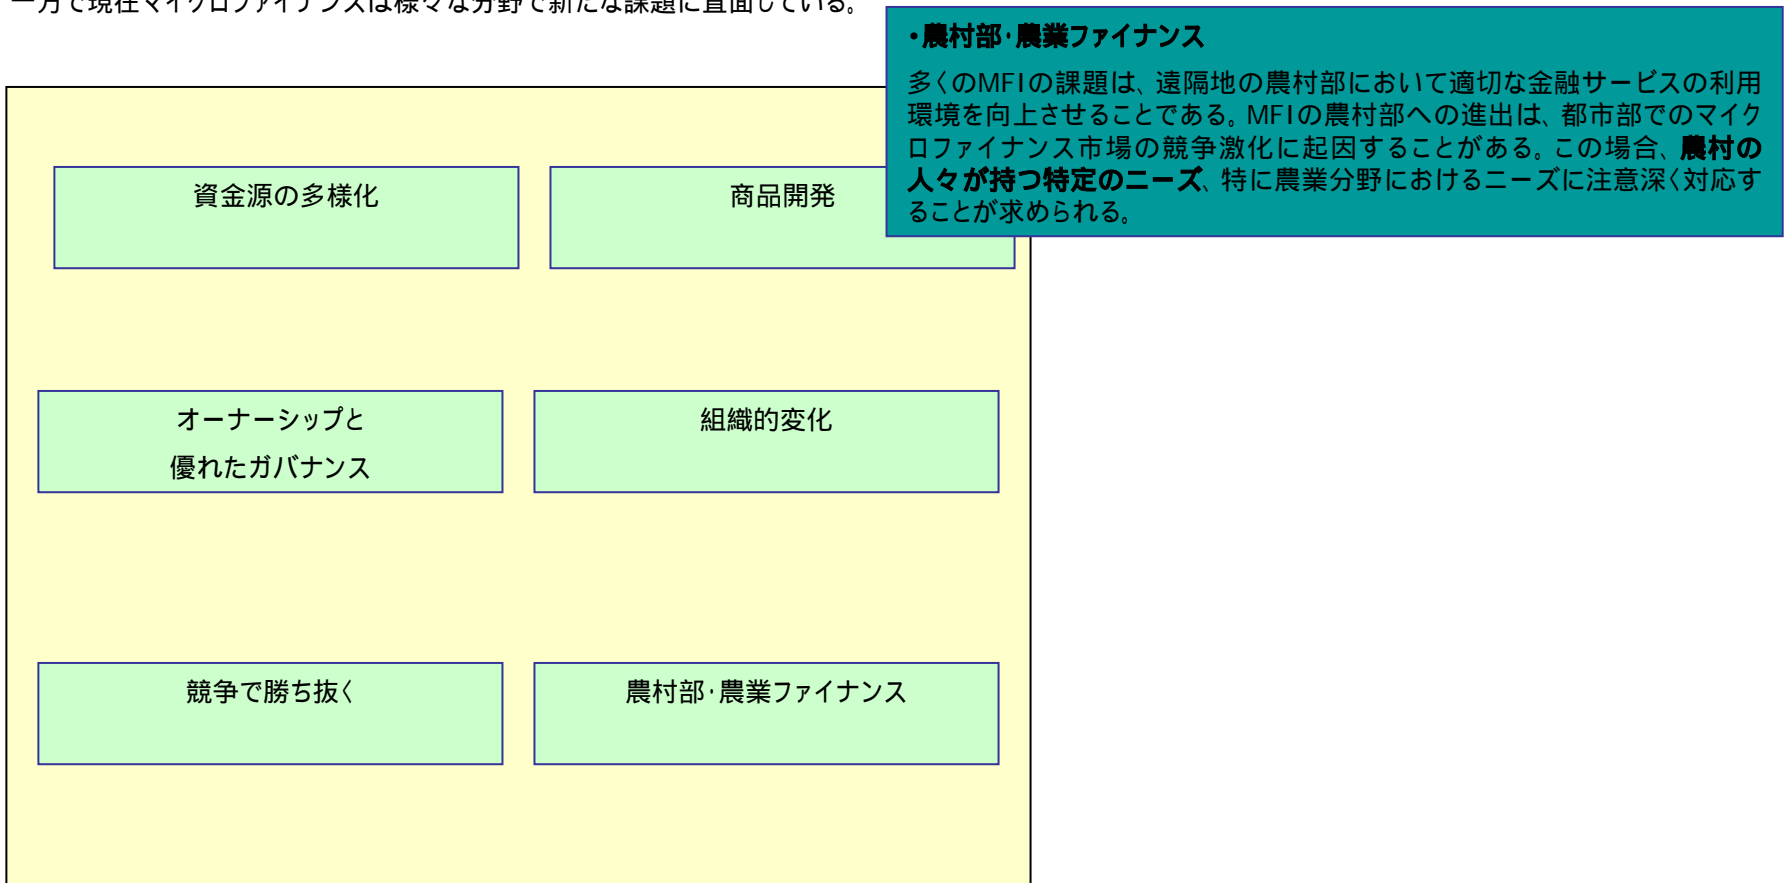 一方で現在マイクロファイナンスは様々な分野で新たな課題に直面している。
・農村部・農業ファイナンス
多くのMFIの課題は、遠隔地の農村部において適切な金融サービスの利用
環境を向上させることである。MFIの農村部への進出は、都市部でのマイク
ロファイナンス市場の競争激化に起因することがある。この場合、農村の
人々が持つ特定のニーズ、特に農業分野におけるニーズに注意深く対応す
ることが求められる。
資金源の多様化
商品開発
オーナーシップと
優れたガバナンス
組織的変化
競争で勝ち抜く
農村部・農業ファイナンス